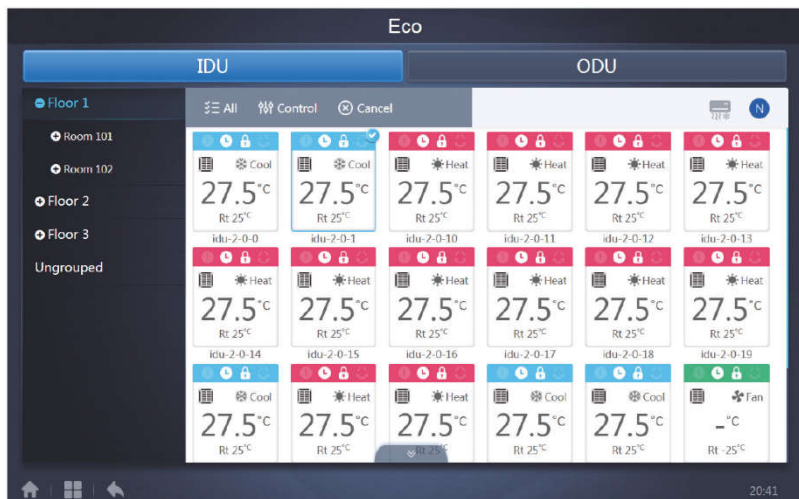 Eco
IDU ODU
Floor 1
Room 101
Room 102
Floor 2
Floor 3
Ungrouped
All Control Cancel N
Cool Cool Heat Heat Heat Heat
27.5°C 27.5°C 27.5°C 27.5°C 27.5°C 27.5°C
Rt 25°C Rt 25°C Rt 25°C Rt 25°C Rt 25°C Rt 25°C
idu-2-0-0 idu-2-0-1 idu-2-0-10 idu-2-0-11 idu-2-0-12 idu-2-0-13
Heat Heat Heat Heat Heat Heat
27.5°C 27.5°C 27.5°C 27.5°C 27.5°C 27.5°C
Rt 25°C Rt 25°C Rt 25°C Rt 25°C Rt 25°C Rt 25°C
idu-2-0-14 idu-2-0-15 idu-2-0-16 idu-2-0-17 idu-2-0-18 idu-2-0-19
Cool Heat Heat Cool Cool Fan
27.5°C 27.5°C 27.5°C 27.5°C 27.5°C _°C
Rt 25°C Rt 25°C Rt 25°C Rt 25°C Rt 25°C Rt -25°C
20:41